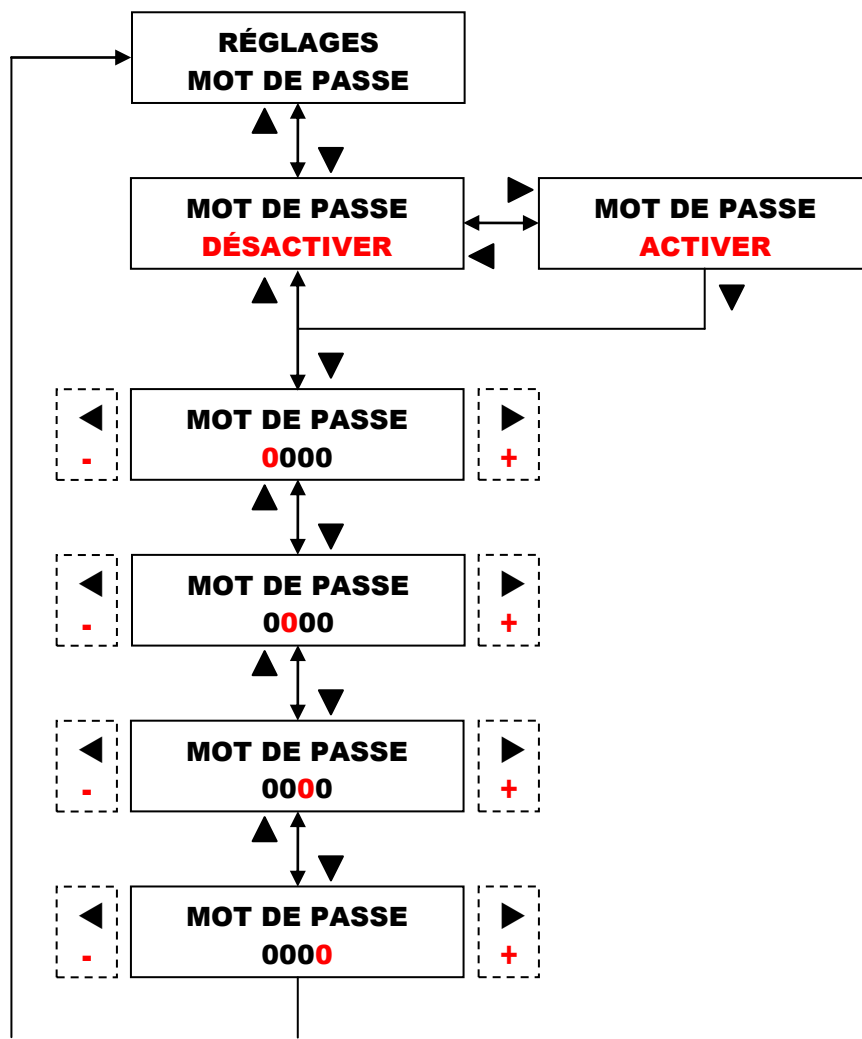 RÉGLAGES
MOT DE PASSE
MOT DE PASSE
DÉSACTIVER
MOT DE PASSE
ACTIVER
MOT DE PASSE
0000
-
+
MOT DE PASSE
0000
-
+
MOT DE PASSE
0000
-
+
MOT DE PASSE
0000
-
+